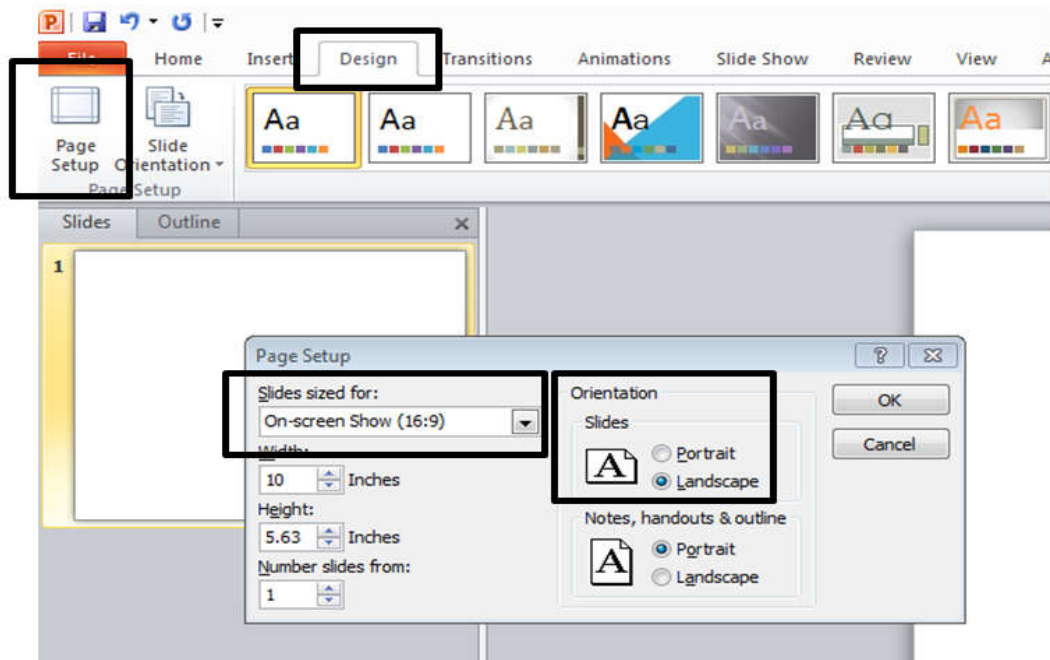 P
File Home Insert Design Transitions Animations Slide Show Review View A
Page Setup
Slide Orientation
Aa Aa Aa Aa Aa Aa Aa
Page Setup
Slides Outline
1
Page Setup
Slides sized for:
On-screen Show (16:9)
Width:
10 Inches
Height:
5.63 Inches
Number slides from:
1
Orientation
Slides
A
Portrait
Landscape
Notes, handouts & outline
A
Portrait
Landscape
?
OK
Cancel